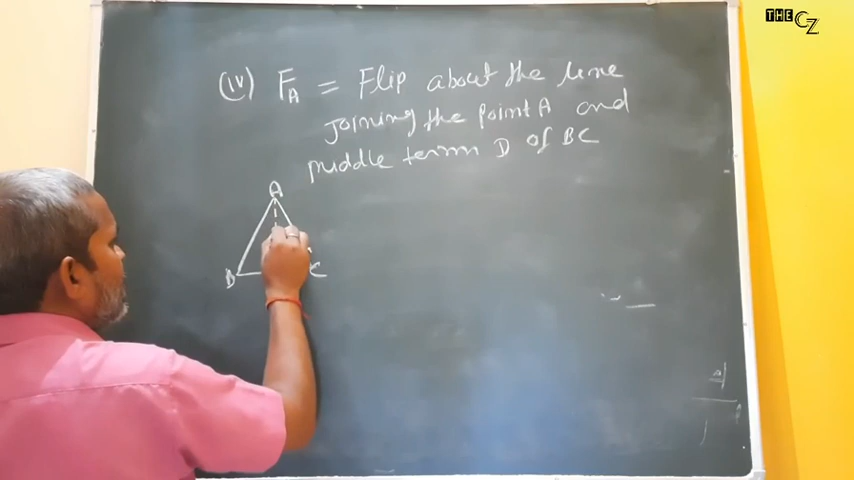 (iv) F_A = Flip about the line
joining the point A and
middle term D of BC
A
B
C
THE CZ